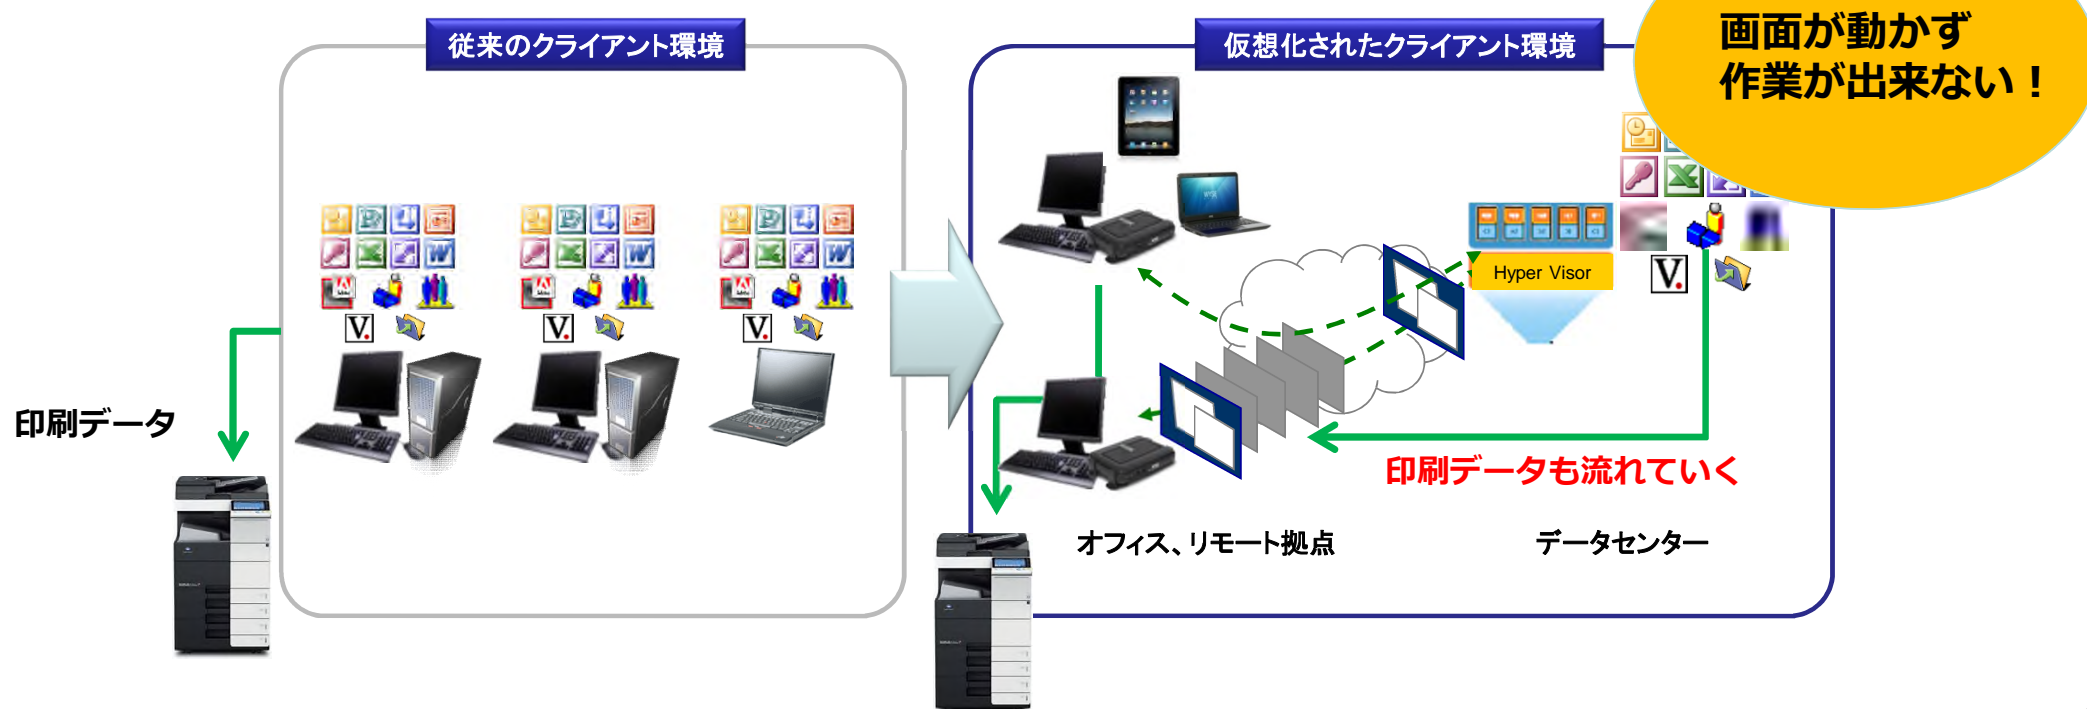 従来のクライアント環境
仮想化されたクライアント環境
画面が動かず
作業が出来ない！
Hyper Visor
印刷データ
印刷データも流れていく
オフィス、リモート拠点
データセンター